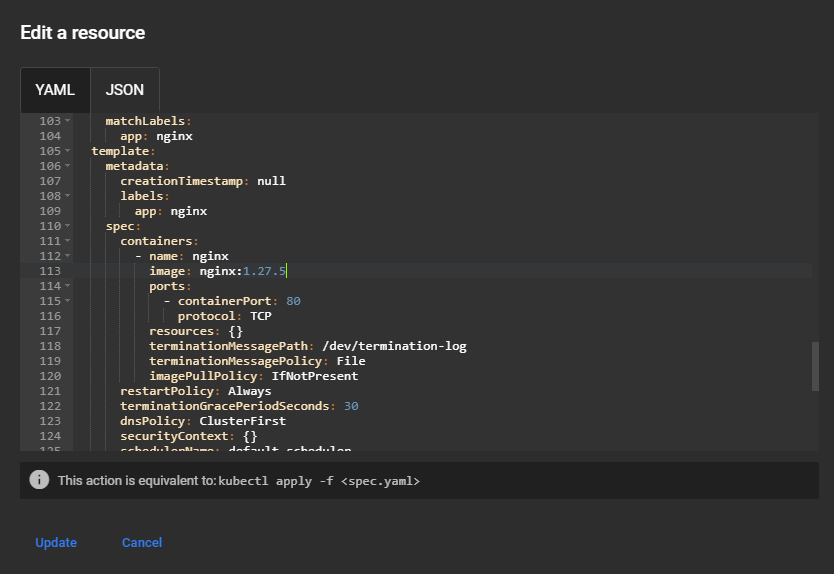 Edit a resource
YAML JSON
103 matchLabels:
104 app: nginx
105 template:
106 metadata:
107 creationTimestamp: null
108 labels:
109 app: nginx
110 spec:
111 containers:
112 - name: nginx
113 image: nginx:1.27.5
114 ports:
115 - containerPort: 80
116 protocol: TCP
117 resources: {}
118 terminationMessagePath: /dev/termination-log
119 terminationMessagePolicy: File
120 imagePullPolicy: IfNotPresent
121 restartPolicy: Always
122 terminationGracePeriodSeconds: 30
123 dnsPolicy: ClusterFirst
124 securityContext: {}
125 schedulerName: default-scheduler
This action is equivalent to: kubectl apply -f <spec.yaml>
Update Cancel